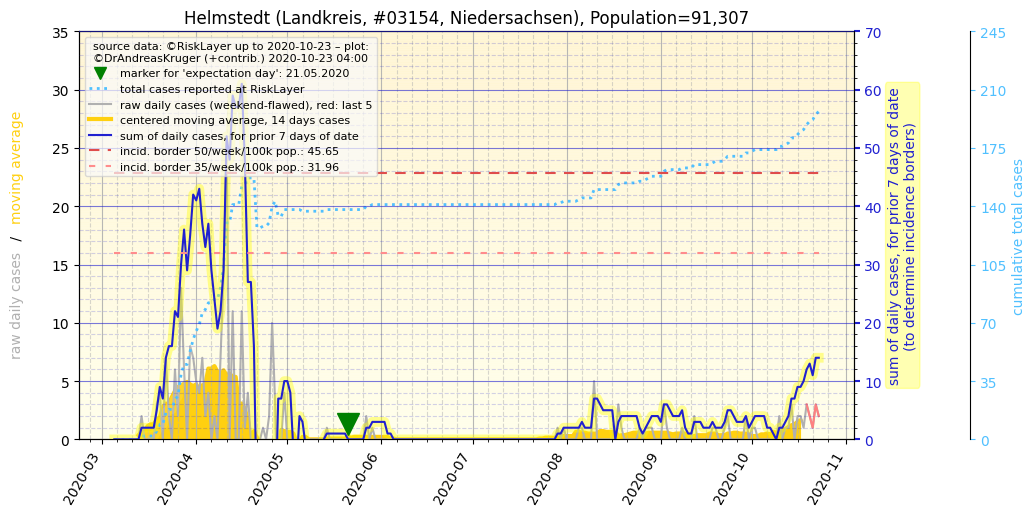 Helmstedt (Landkreis, #03154, Niedersachsen), Population=91,307
source data: ©RiskLayer up to 2020-10-23 – plot:
©DrAndreasKruger (+contrib.) 2020-10-23 04:00
marker for 'expectation day': 21.05.2020
total cases reported at RiskLayer
raw daily cases (weekend-flawed), red: last 5
centered moving average, 14 days cases
sum of daily cases, for prior 7 days of date
incid. border 50/week/100k pop.: 45.65
incid. border 35/week/100k pop.: 31.96
raw daily cases / moving average
35
30
25
20
15
10
5
0
2020-03
2020-04
2020-05
2020-06
2020-07
2020-08
2020-09
2020-10
2020-11
70
60
50
40
30
20
10
0
sum of daily cases, for prior 7 days of date
(to determine incidence borders)
245
210
175
140
105
70
35
0
cumulative total cases